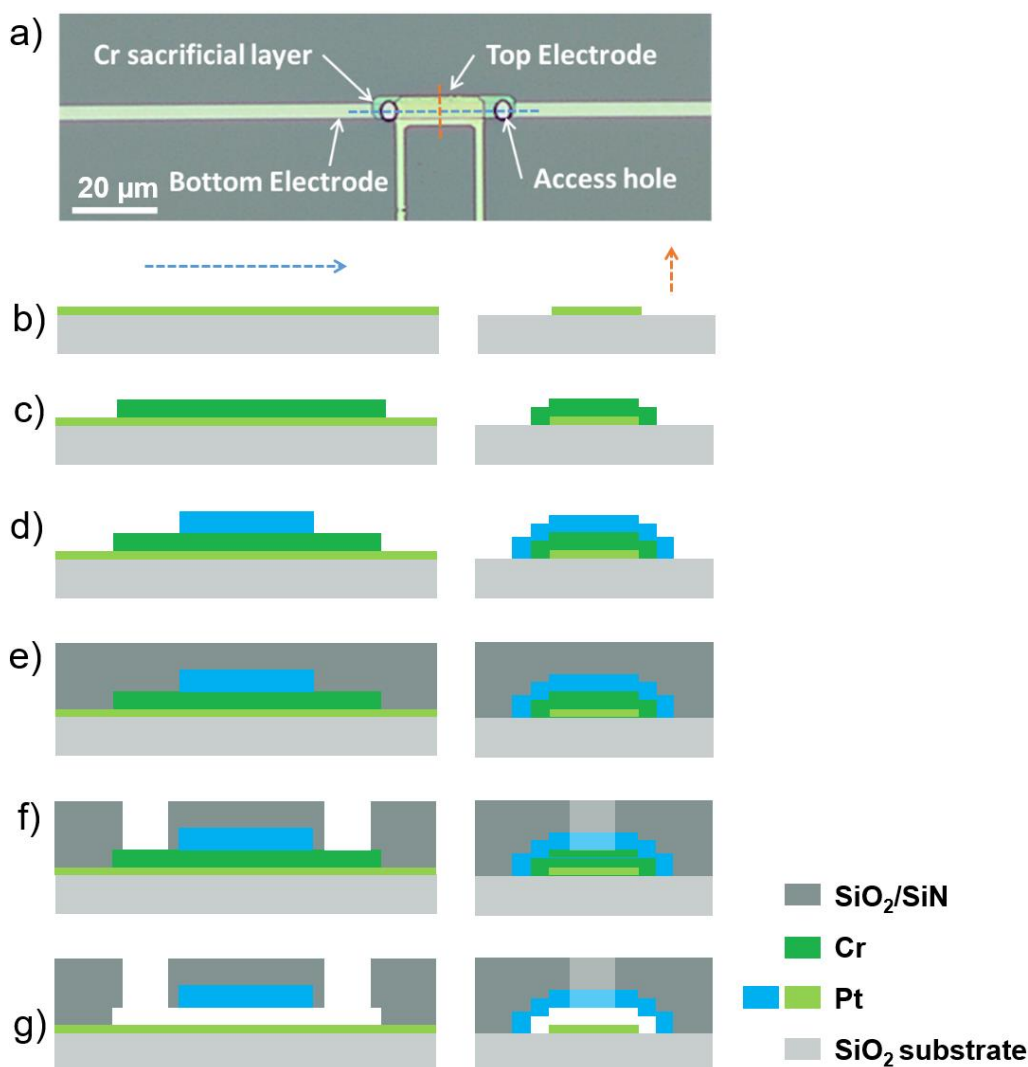 a)
Cr sacrificial layer
Top Electrode
Bottom Electrode
Access hole
20 µm
b)
c)
d)
e)
f)
g)
SiO₂/SiN
Cr
Pt
SiO₂ substrate